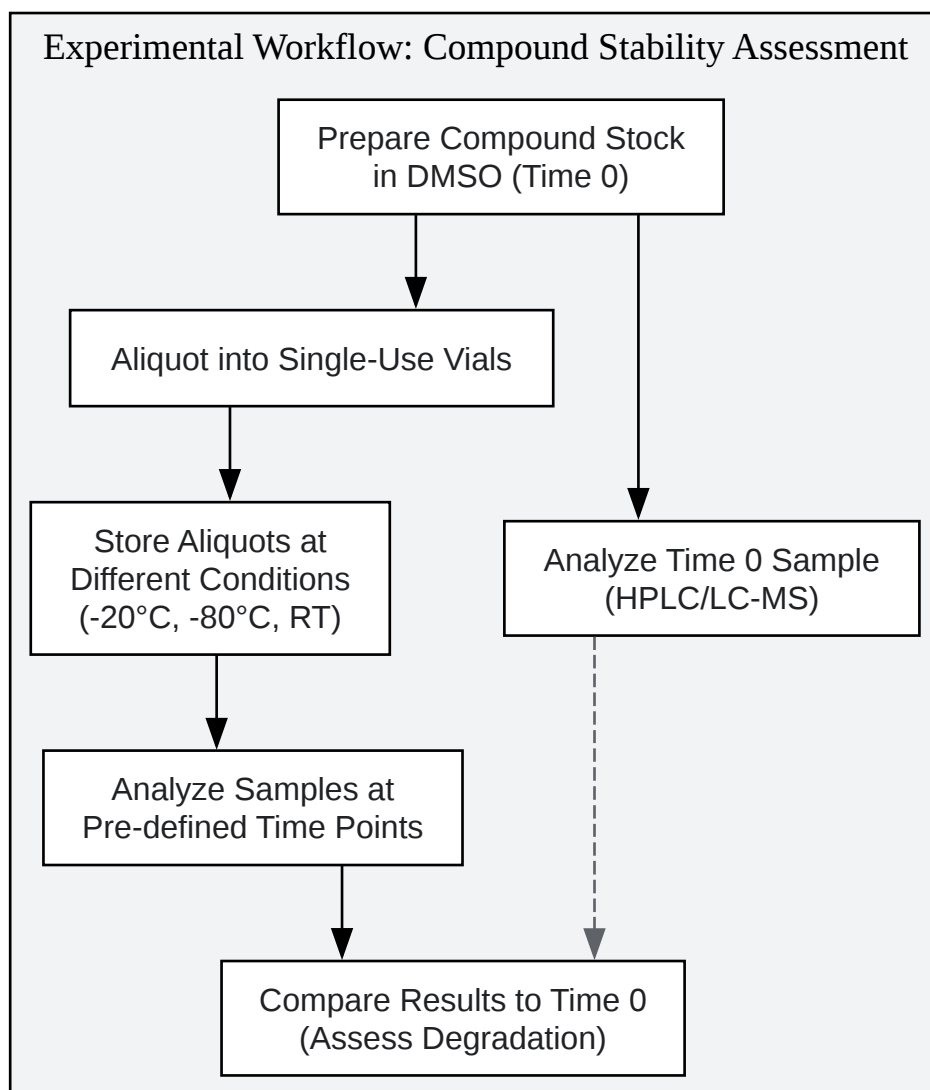 Experimental Workflow: Compound Stability Assessment
Prepare Compound Stock
in DMSO (Time 0)
Aliquot into Single-Use Vials
Store Aliquots at
Different Conditions
(-20°C, -80°C, RT)
Analyze Time 0 Sample
(HPLC/LC-MS)
Analyze Samples at
Pre-defined Time Points
Compare Results to Time 0
(Assess Degradation)